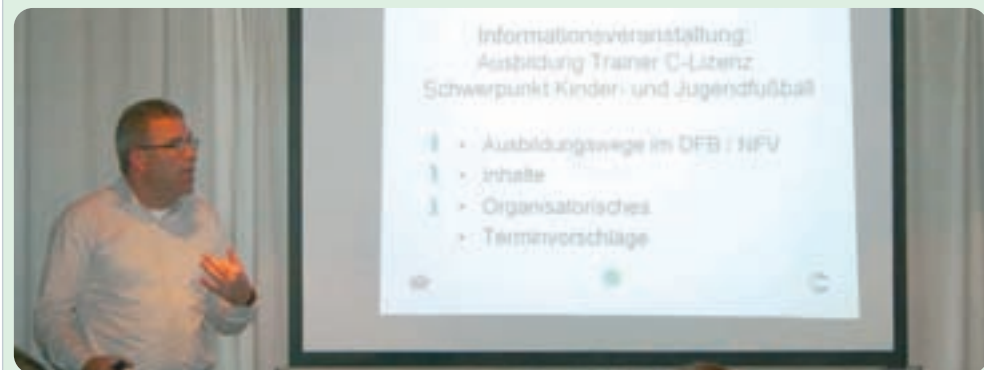 Informationsveranstaltung:
Ausbildung Trainer C-Lizenz
Schwerpunkt Kinder- und Jugendfußball
• Ausbildungswege im DFB / NFV
• Inhalte
• Organisatorisches
• Terminvorschläge